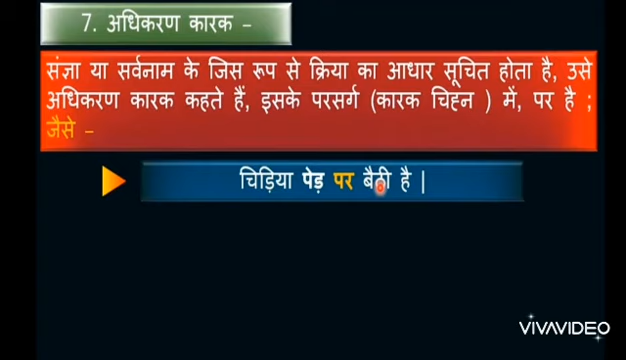 7. अधिकरण कारक –
संज्ञा या सर्वनाम के जिस रूप से क्रिया का आधार सूचित होता है, उसे
अधिकरण कारक कहते हैं, इसके परसर्ग (कारक चिह्न ) में, पर है ;
जैसे –
चिड़िया पेड़ पर बैठी है |
VIVAVIDEO